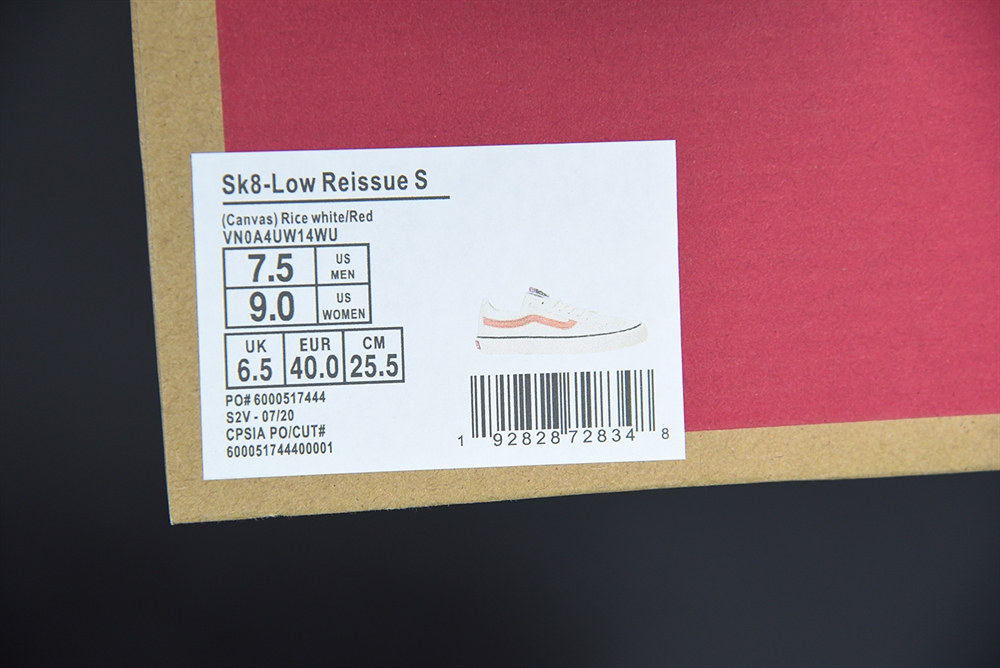 Sk8-Low Reissue S
(Canvas) Rice white/Red
VN0A4UW14WU
7.5 US MEN
9.0 US WOMEN
UK EUR CM
6.5 40.0 25.5
PO# 6000517444
S2V - 07/20
CPSIA PO/CUT#
600051744400001
1 92828 72834 8